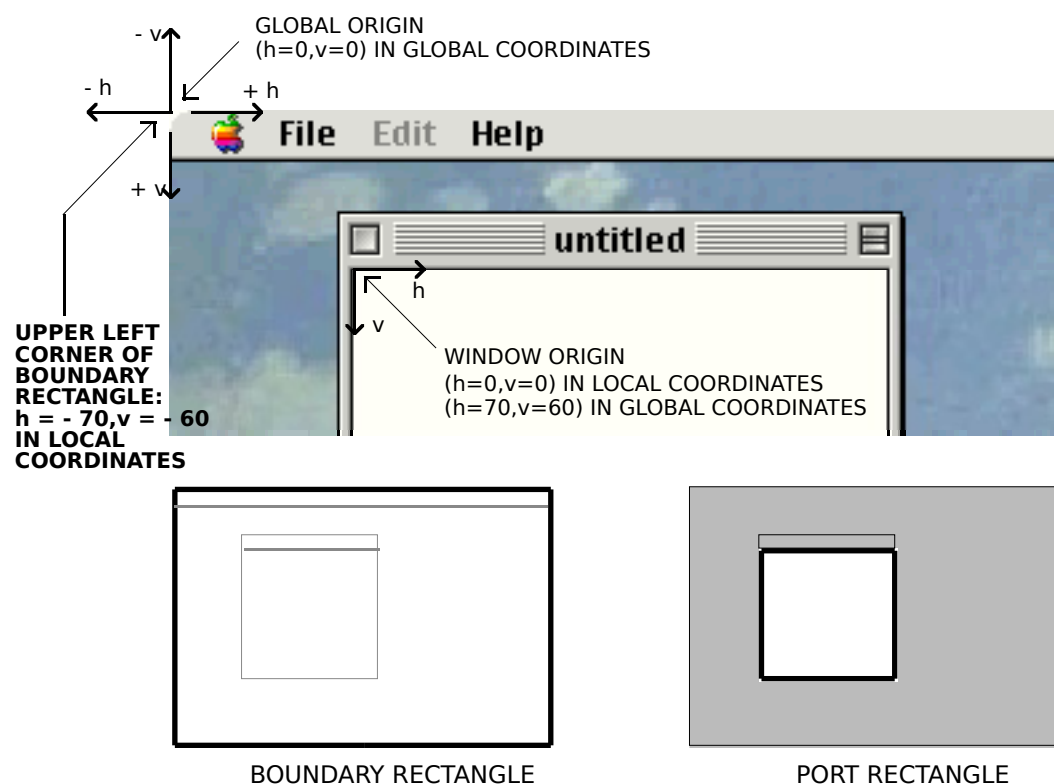 GLOBAL ORIGIN
(h=0,v=0) IN GLOBAL COORDINATES
- v
- h
+ h
+ v
File Edit Help
untitled
h
v
WINDOW ORIGIN
(h=0,v=0) IN LOCAL COORDINATES
(h=70,v=60) IN GLOBAL COORDINATES
UPPER LEFT
CORNER OF
BOUNDARY
RECTANGLE:
h = - 70,v = - 60
IN LOCAL
COORDINATES
BOUNDARY RECTANGLE
PORT RECTANGLE